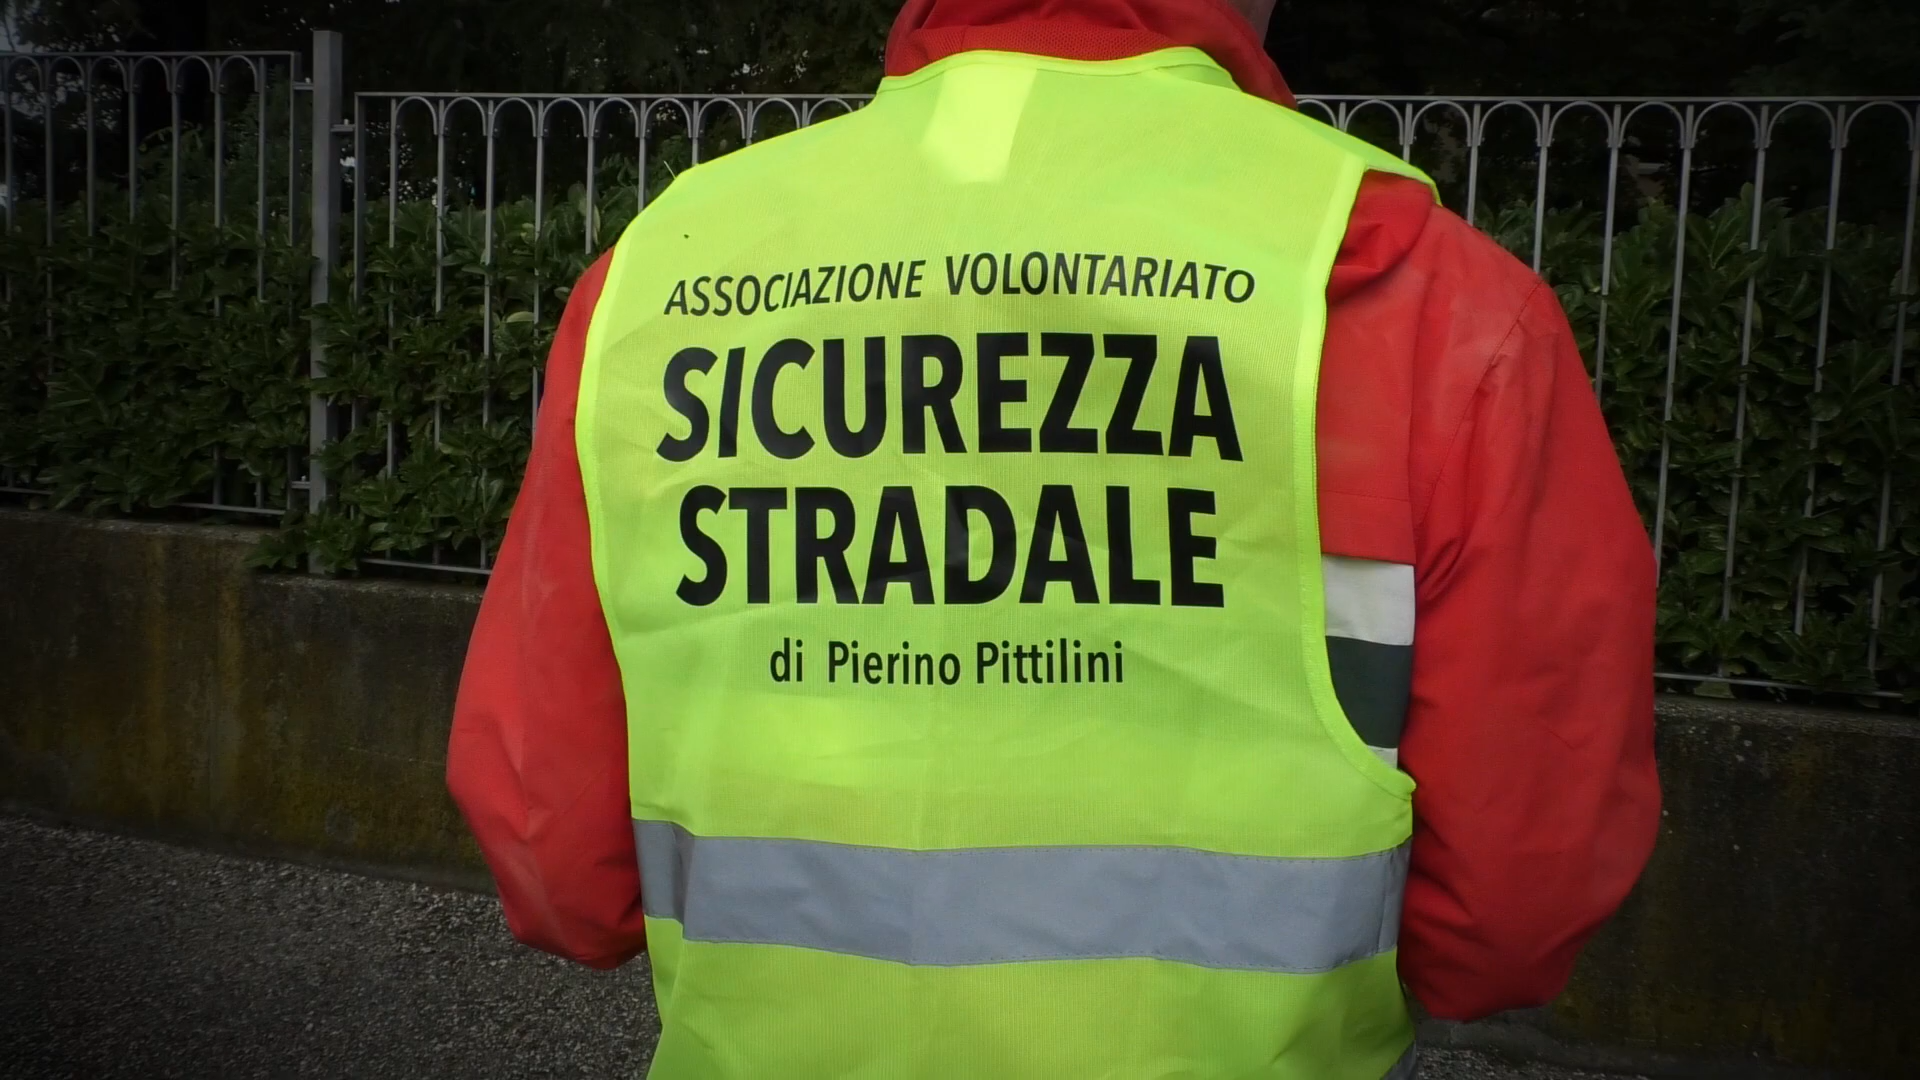 ASSOCIAZIONE VOLONTARIATO
SICUREZZA
STRADALE
di Pierino Pittilini